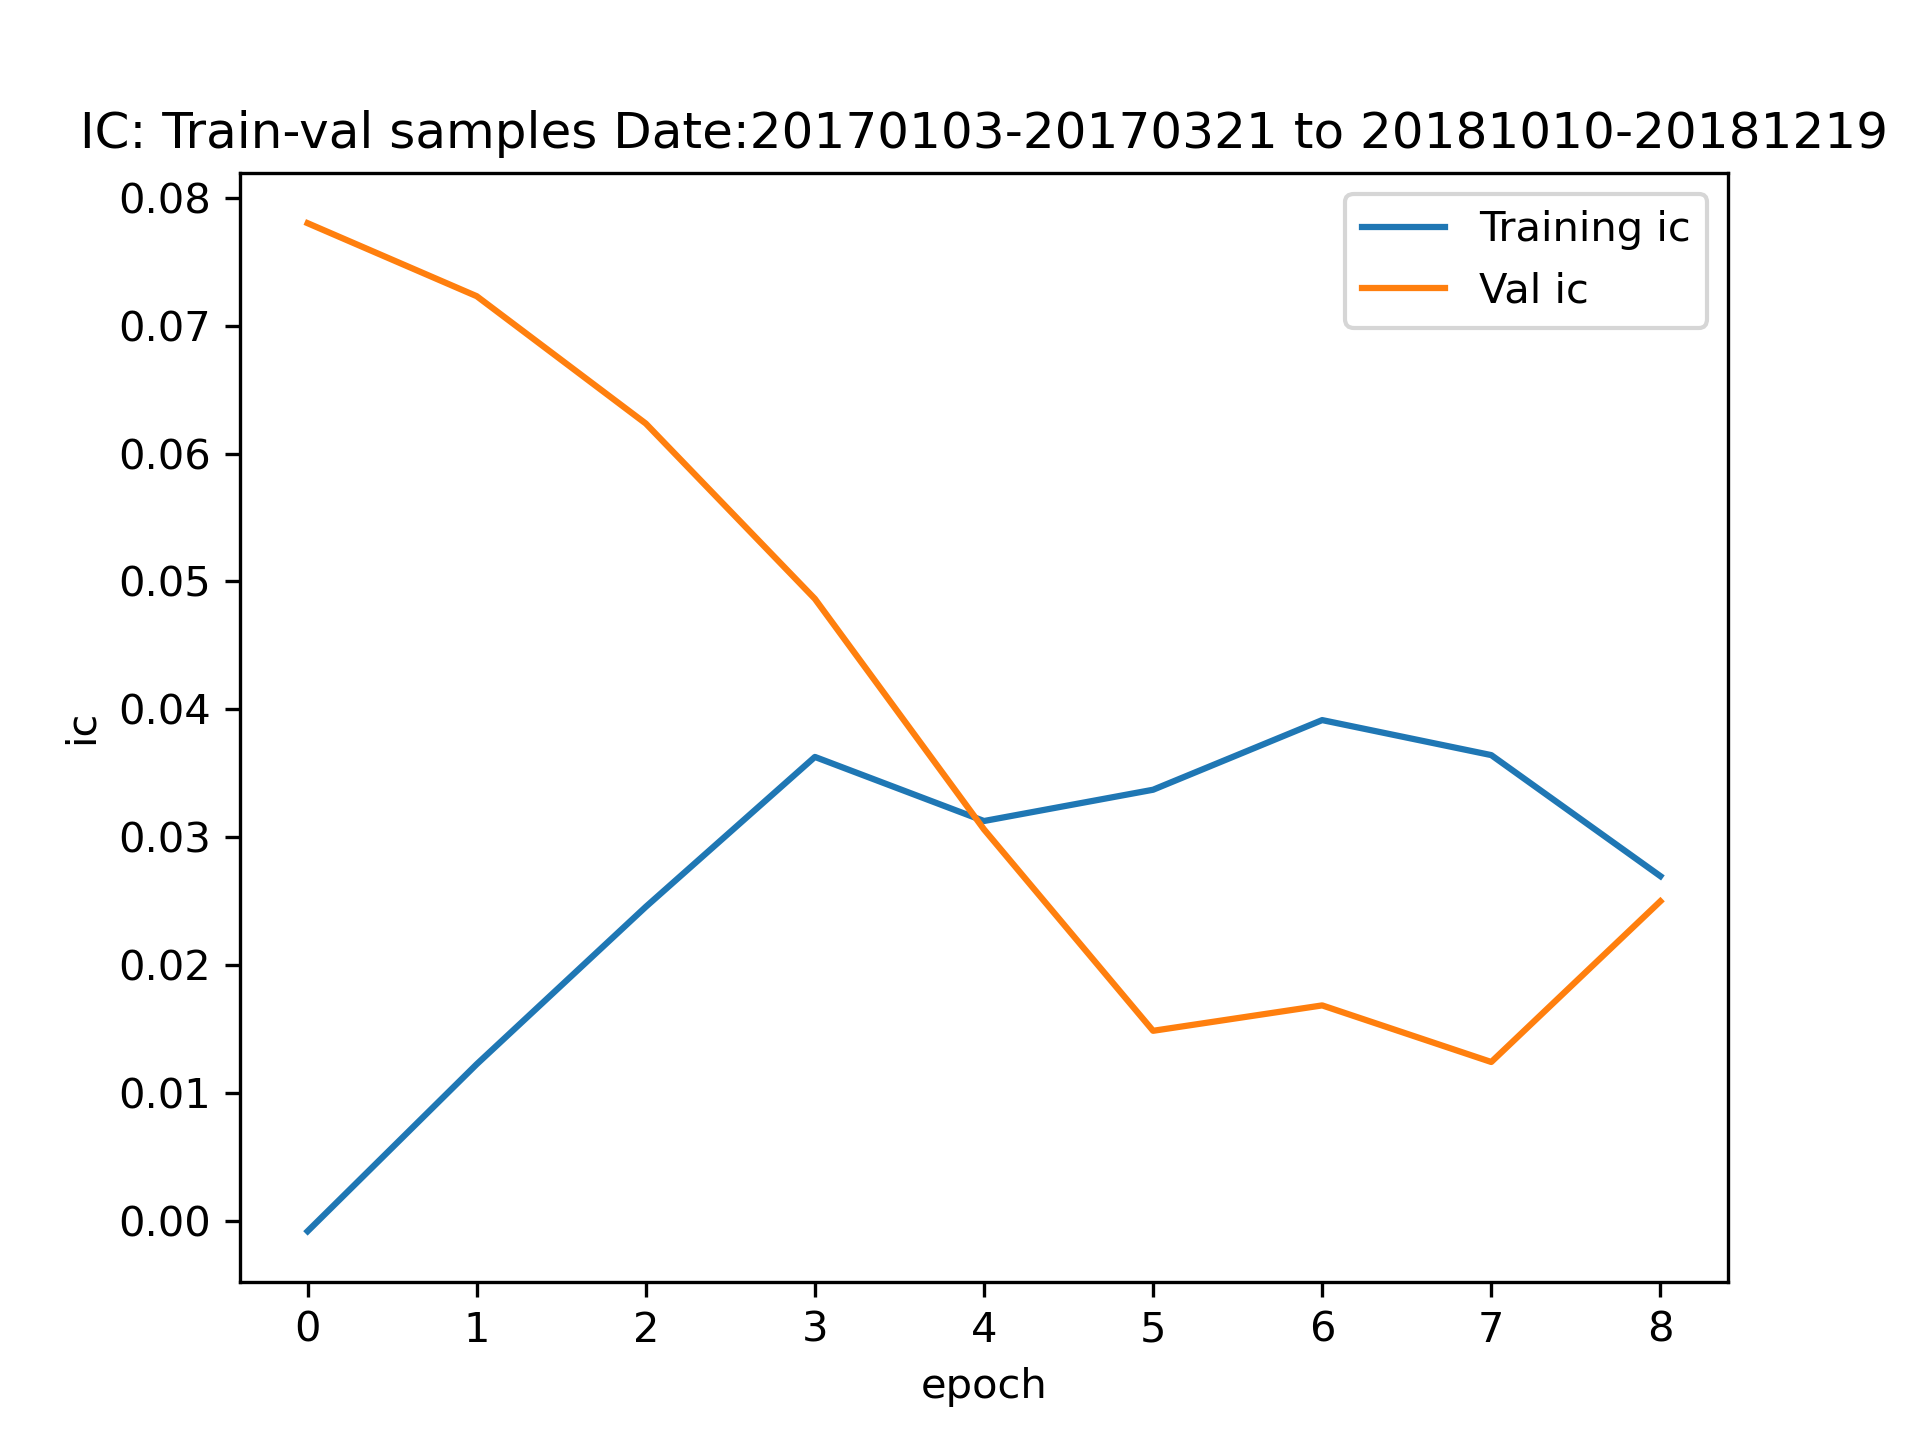 IC: Train-val samples Date:20170103-20170321 to 20181010-20181219
Training ic
Val ic
0.08
0.07
0.06
0.05
0.04
0.03
0.02
0.01
0.00
ic
0 1 2 3 4 5 6 7 8
epoch